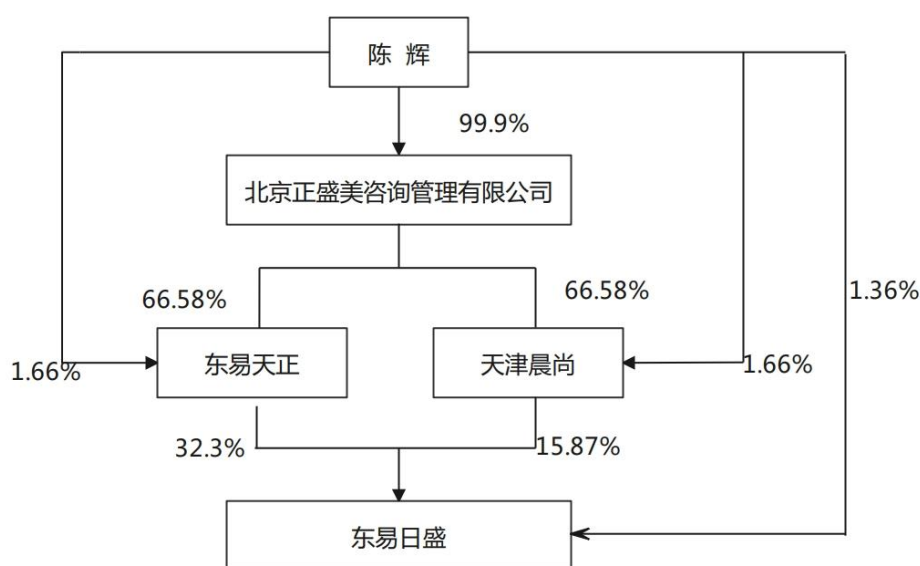 陈 辉
99.9%
北京正盛美咨询管理有限公司
66.58%
66.58%
1.36%
东易天正
天津晨尚
1.66%
1.66%
32.3%
15.87%
东易日盛